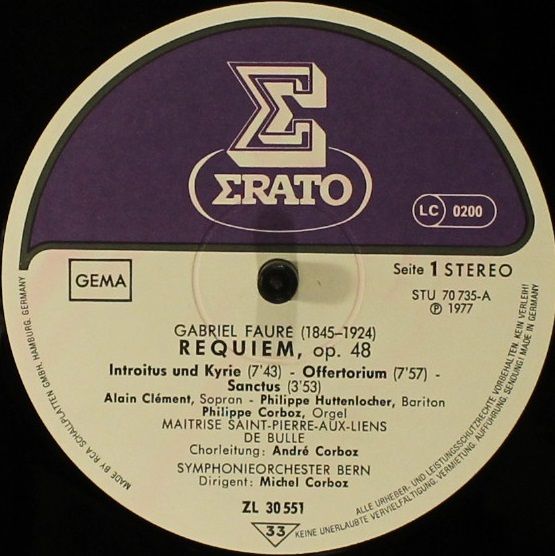 Σ
ΣRATO
LC 0200
GEMA
Seite 1 STEREO
STU 70 735-A
℗ 1977
GABRIEL FAURÉ (1845–1924)
REQUIEM, op. 48
Introitus und Kyrie (7'43) - Offertorium (7'57) -
Sanctus (3'53)
Alain Clément, Sopran - Philippe Huttenlocher, Bariton
Philippe Corboz, Orgel
MAITRISE SAINT-PIERRE-AUX-LIENS
DE BULLE
Chorleitung: André Corboz
SYMPHONIEORCHESTER BERN
Dirigent: Michel Corboz
ZL 30 551
33
MADE BY RCA SCHALLPLATTEN GMBH, HAMBURG, GERMANY
ALLE URHEBER- UND LEISTUNGSSCHUTZRECHTE VORBEHALTEN. KEIN VERLEIH!
KEINE UNERLAUBTE VERVIELFÄLTIGUNG, VERMIETUNG, AUFFÜHRUNG, SENDUNG! MADE IN GERMANY